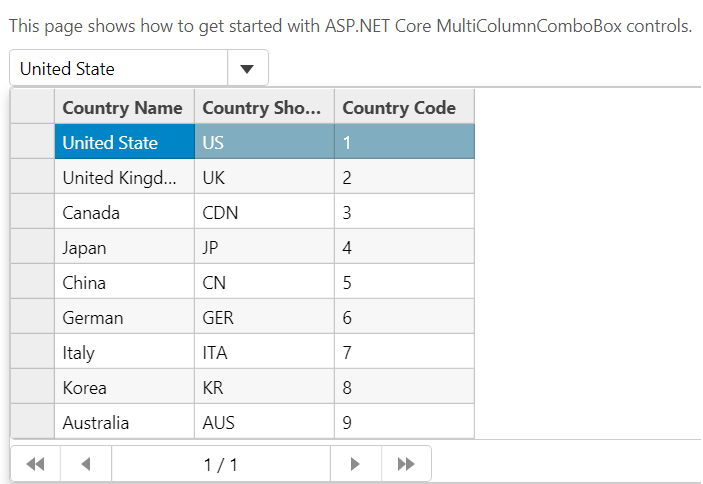 This page shows how to get started with ASP.NET Core MultiColumnComboBox controls.
United State
Country Name Country Sho... Country Code
United State US 1
United Kingd... UK 2
Canada CDN 3
Japan JP 4
China CN 5
German GER 6
Italy ITA 7
Korea KR 8
Australia AUS 9
1 / 1